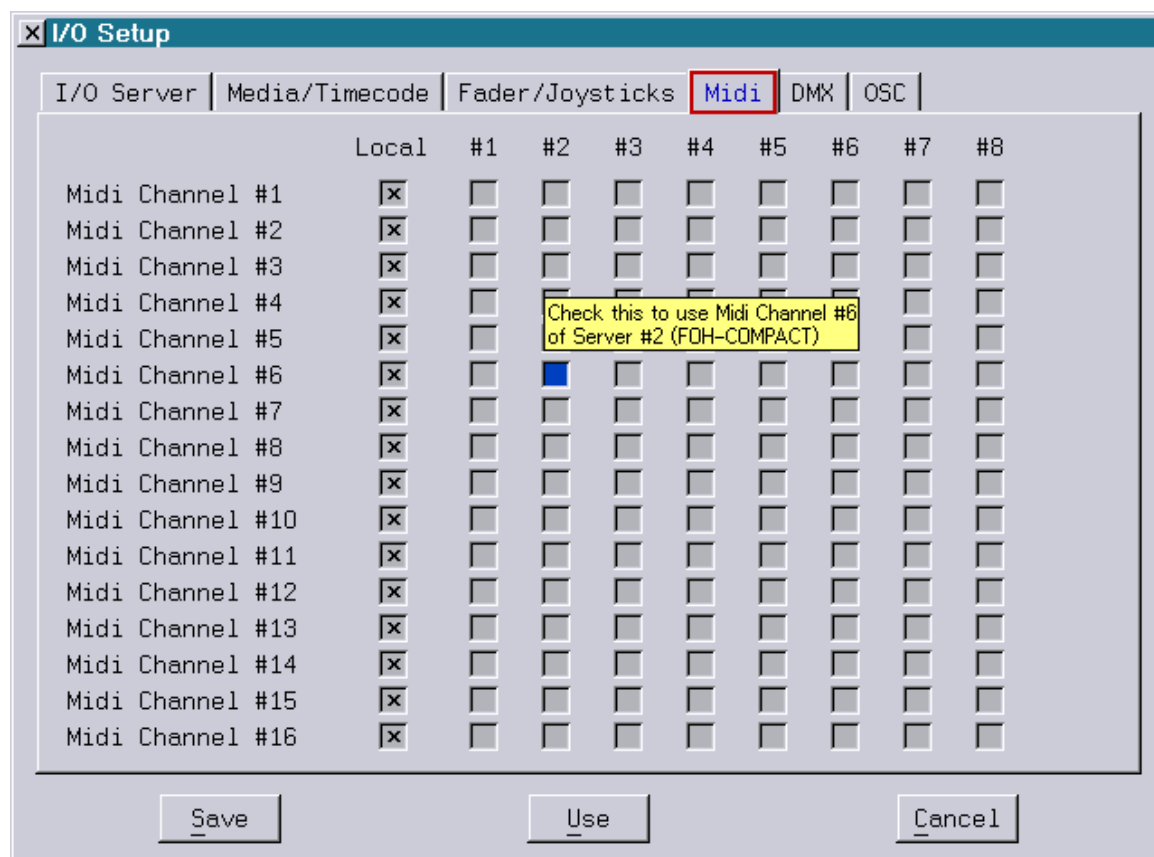 I/O Setup
I/O Server Media/Timecode Fader/Joysticks Midi DMX OSC
Local #1 #2 #3 #4 #5 #6 #7 #8
Midi Channel #1
Midi Channel #2
Midi Channel #3
Midi Channel #4
Check this to use Midi Channel #6
Midi Channel #5
of Server #2 (FOH-COMPACT)
Midi Channel #6
Midi Channel #7
Midi Channel #8
Midi Channel #9
Midi Channel #10
Midi Channel #11
Midi Channel #12
Midi Channel #13
Midi Channel #14
Midi Channel #15
Midi Channel #16
Save Use Cancel